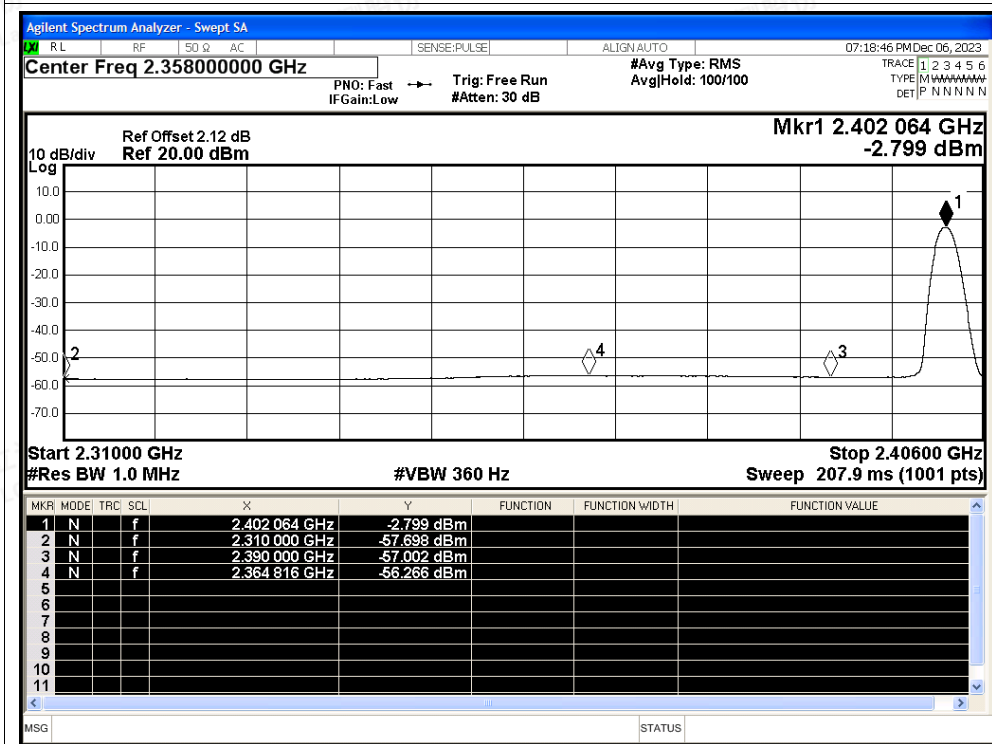 Agilent Spectrum Analyzer - Swept SA
LXI RL RF 50 Ω AC SENSE:PULSE ALIGN AUTO 07:18:46 PM Dec 06, 2023
Center Freq 2.358000000 GHz
#Avg Type: RMS
TRACE 1 2 3 4 5 6
PNO: Fast Trig: Free Run Avg|Hold: 100/100
TYPE M
IFGain:Low #Atten: 30 dB
DET P N N N N N
Mkr1 2.402 064 GHz
-2.799 dBm
Ref Offset 2.12 dB
10 dB/div Ref 20.00 dBm
Log
10.0
0.00
-10.0
-20.0
-30.0
-40.0
-50.0
-60.0
-70.0
1
2
4
3
Start 2.31000 GHz Stop 2.40600 GHz
#Res BW 1.0 MHz #VBW 360 Hz Sweep 207.9 ms (1001 pts)
MKR MODE TRC SCL X Y FUNCTION FUNCTION WIDTH FUNCTION VALUE
1 N f 2.402 064 GHz -2.799 dBm
2 N f 2.310 000 GHz -57.698 dBm
3 N f 2.390 000 GHz -57.002 dBm
4 N f 2.364 816 GHz -56.266 dBm
5
6
7
8
9
10
11
MSG STATUS